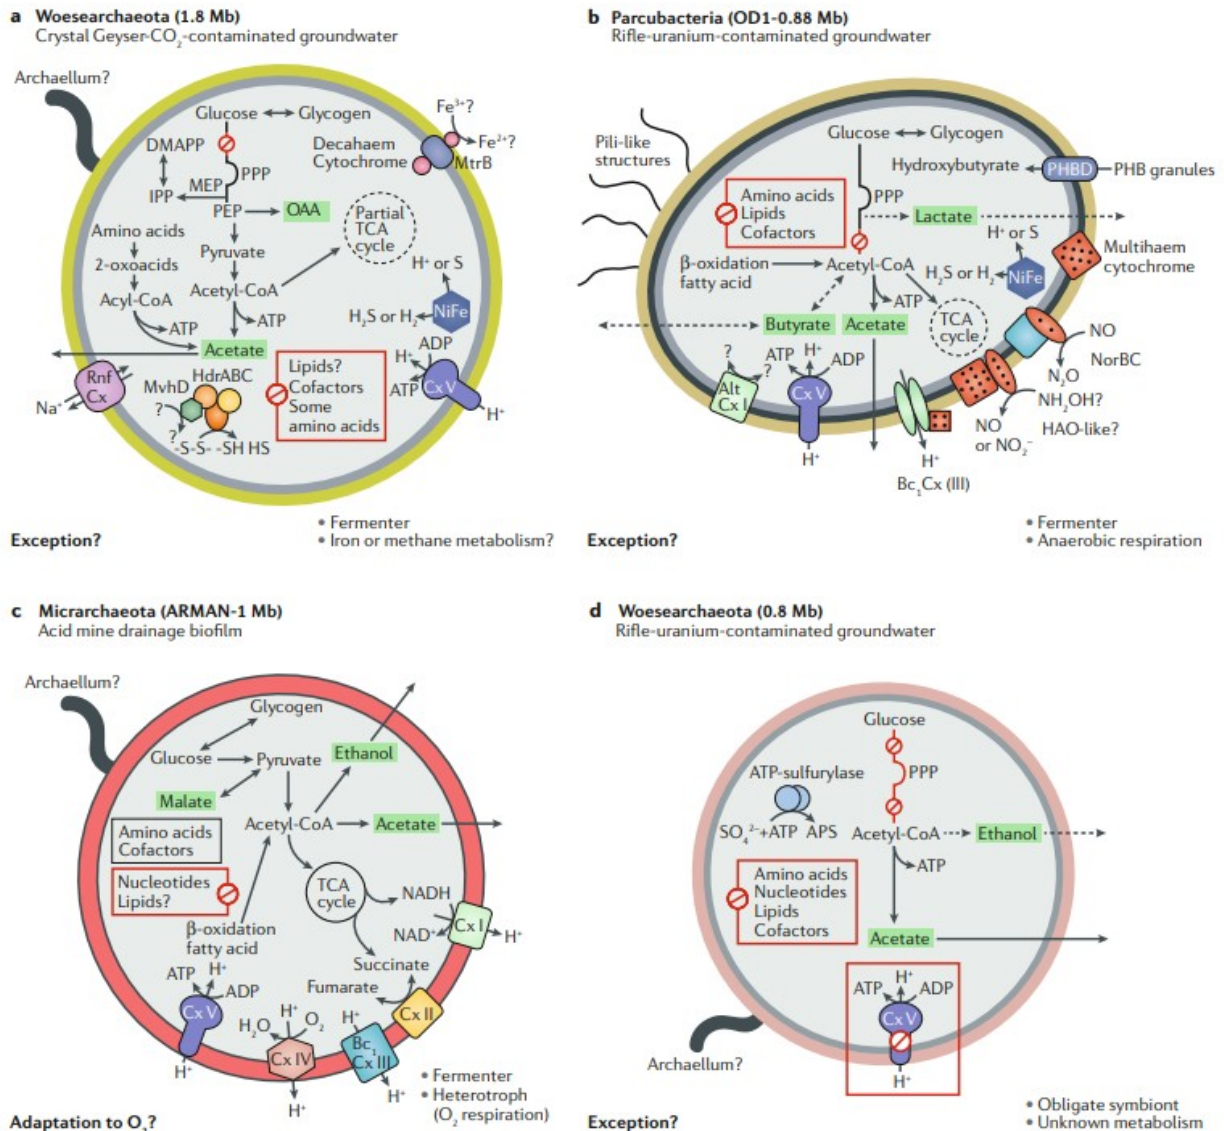 a Woesearchaeota (1.8 Mb)
Crystal Geyser-CO₂-contaminated groundwater
Archaellum?
Glucose
Glycogen
Fe³⁺?
Fe²⁺?
Decahaem
Cytochrome
MtrB
DMAPP
MEP
PPP
IPP
PEP
OAA
Partial
TCA
cycle
Amino acids
2-oxoacids
Acyl-CoA
ATP
Pyruvate
Acetyl-CoA
ATP
Acetate
H⁺ or S
H₂S or H₂
NiFe
ADP
H⁺
ATP
Cx V
H⁺
Rnf
Cx
Na⁺
MvhD
HdrABC
?
?
-S-S-
-SH HS
Lipids?
Cofactors
Some
amino acids
Exception?
• Fermenter
• Iron or methane metabolism?
b Parcubacteria (OD1-0.88 Mb)
Rifle-uranium-contaminated groundwater
Pili-like
structures
Glucose
Glycogen
Hydroxybutyrate
PHBD
PHB granules
Amino acids
Lipids
Cofactors
PPP
Lactate
H⁺ or S
H₂S or H₂
NiFe
Multihaem
cytochrome
β-oxidation
fatty acid
Acetyl-CoA
ATP
Butyrate
Acetate
TCA
cycle
NO
NorBC
N₂O
NH₂OH?
NO
or NO₂⁻
HAO-like?
?
?
Alt
Cx I
ATP
H⁺
ADP
Cx V
H⁺
H⁺
Bc₁Cx (III)
Exception?
• Fermenter
• Anaerobic respiration
c Micrarchaeota (ARMAN-1 Mb)
Acid mine drainage biofilm
Archaellum?
Glycogen
Glucose
Pyruvate
Ethanol
Malate
Acetyl-CoA
Acetate
Amino acids
Cofactors
Nucleotides
Lipids?
β-oxidation
fatty acid
TCA
cycle
NADH
NAD⁺
Cx I
H⁺
Succinate
Fumarate
Cx II
ATP
H⁺
ADP
Cx V
H⁺
H₂O
H⁺
O₂
Cx IV
H⁺
H⁺
Bc₁
Cx III
H⁺
Adaptation to O₂?
• Fermenter
• Heterotroph
(O₂ respiration)
d Woesearchaeota (0.8 Mb)
Rifle-uranium-contaminated groundwater
Glucose
PPP
ATP-sulfurylase
SO₄²⁻+ATP APS
Acetyl-CoA
Ethanol
ATP
Amino acids
Nucleotides
Lipids
Cofactors
Acetate
H⁺
ATP
ADP
Cx V
H⁺
Archaellum?
Exception?
• Obligate symbiont
• Unknown metabolism